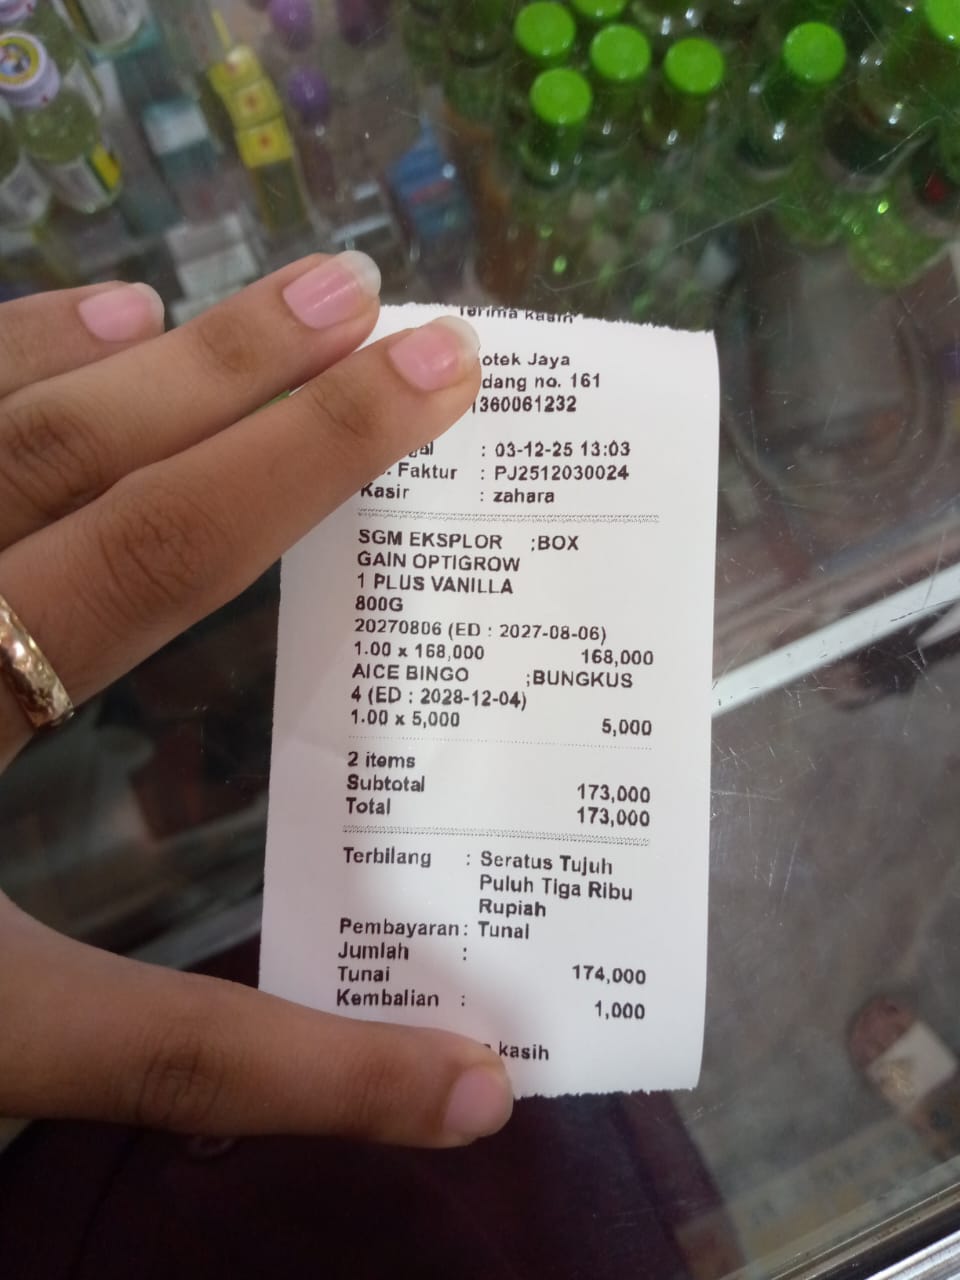 Terima kasih
otek Jaya
dang no. 161
1360061232
: 03-12-25 13:03
. Faktur : PJ2512030024
Kasir : zahara
SGM EKSPLOR ;BOX
GAIN OPTIGROW
1 PLUS VANILLA
800G
20270806 (ED : 2027-08-06)
1.00 x 168,000 168,000
AICE BINGO ;BUNGKUS
4 (ED : 2028-12-04)
1.00 x 5,000 5,000
2 items
Subtotal 173,000
Total 173,000
Terbilang : Seratus Tujuh
Puluh Tiga Ribu
Rupiah
Pembayaran : Tunai
Jumlah :
Tunai 174,000
Kembalian : 1,000
kasih